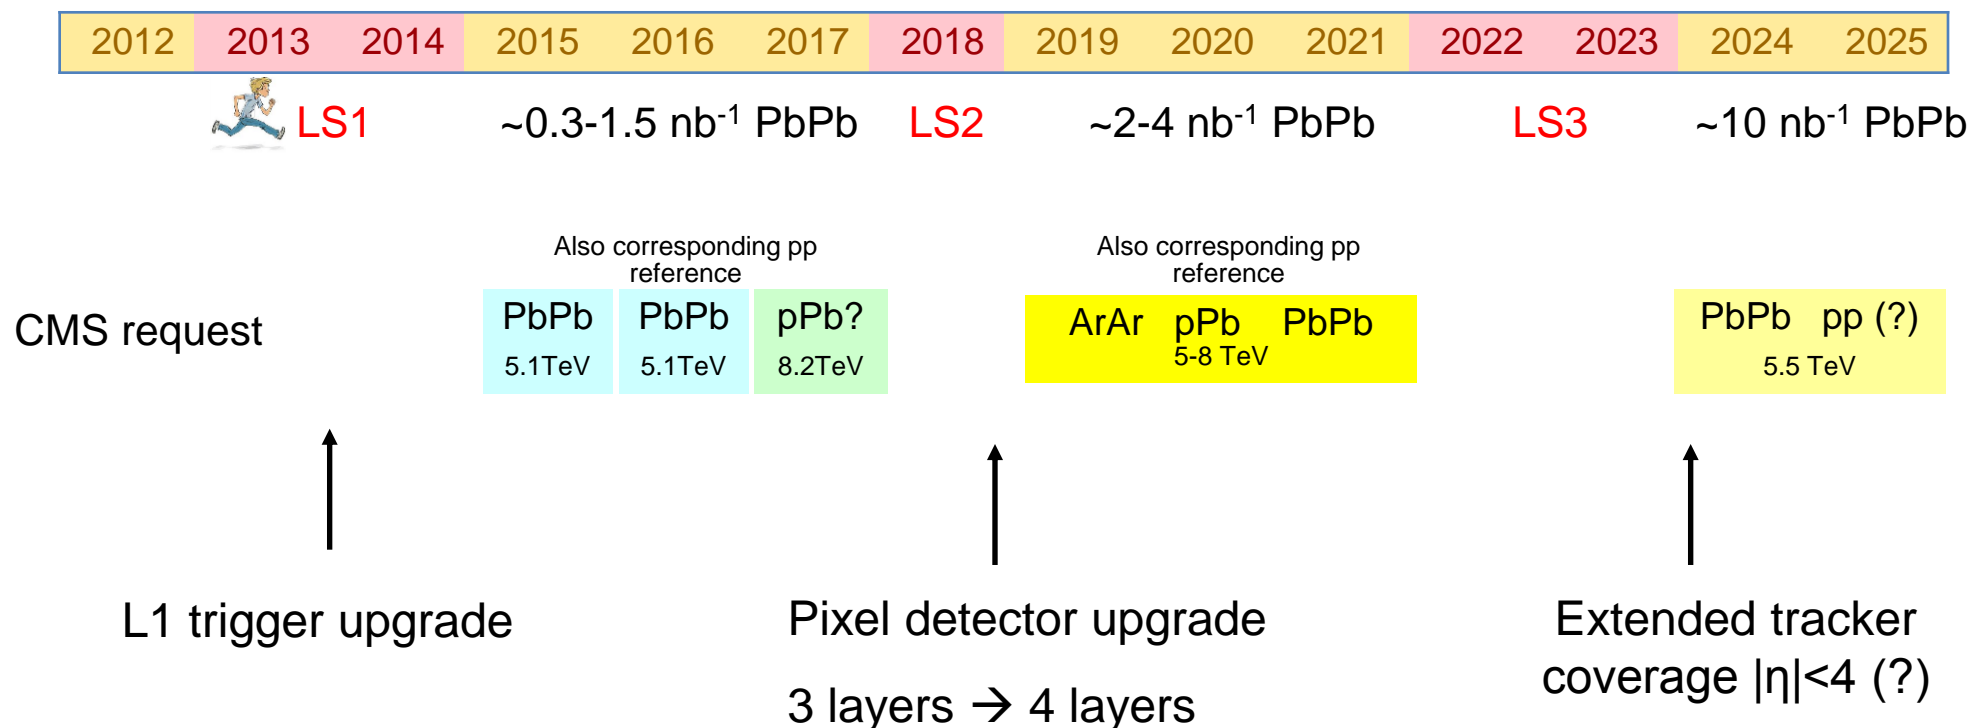 2012 2013 2014 2015 2016 2017 2018 2019 2020 2021 2022 2023 2024 2025
LS1 ~0.3-1.5 nb⁻¹ PbPb LS2 ~2-4 nb⁻¹ PbPb LS3 ~10 nb⁻¹ PbPb
Also corresponding pp
reference
Also corresponding pp
reference
CMS request
PbPb
5.1TeV
PbPb
5.1TeV
pPb?
8.2TeV
ArAr pPb PbPb
5-8 TeV
PbPb pp (?)
5.5 TeV
L1 trigger upgrade
Pixel detector upgrade
3 layers → 4 layers
Extended tracker
coverage |η|<4 (?)